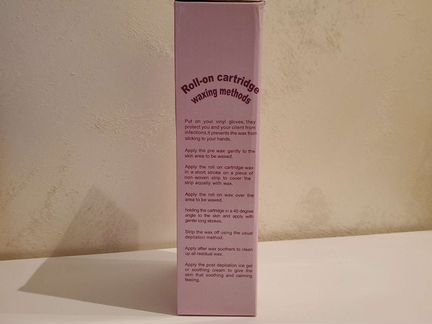 Roll-on cartridge
waxing methods
Put on your vinyl gloves, they
protect you and your client from
infections.it prevents the wax from
sticking to your hands.
Apply the pre wax gently to the
skin area to be waxed.
Apply the roll on cartridge wax
in a short stroke on a piece of
non-woven strip to cover the
strip equally with wax.
Apply the roll on wax over the
area to be waxed.
holding the cartridge in a 45 degree
angle to the skin and apply with
gentle long strokes.
Strip the wax off using the usual
depilation method.
Apply after wax soothers to clean
up all residual wax.
Apply the post depilation ice gel
or soothing cream to give the
skin that soothing and calming
feeling.